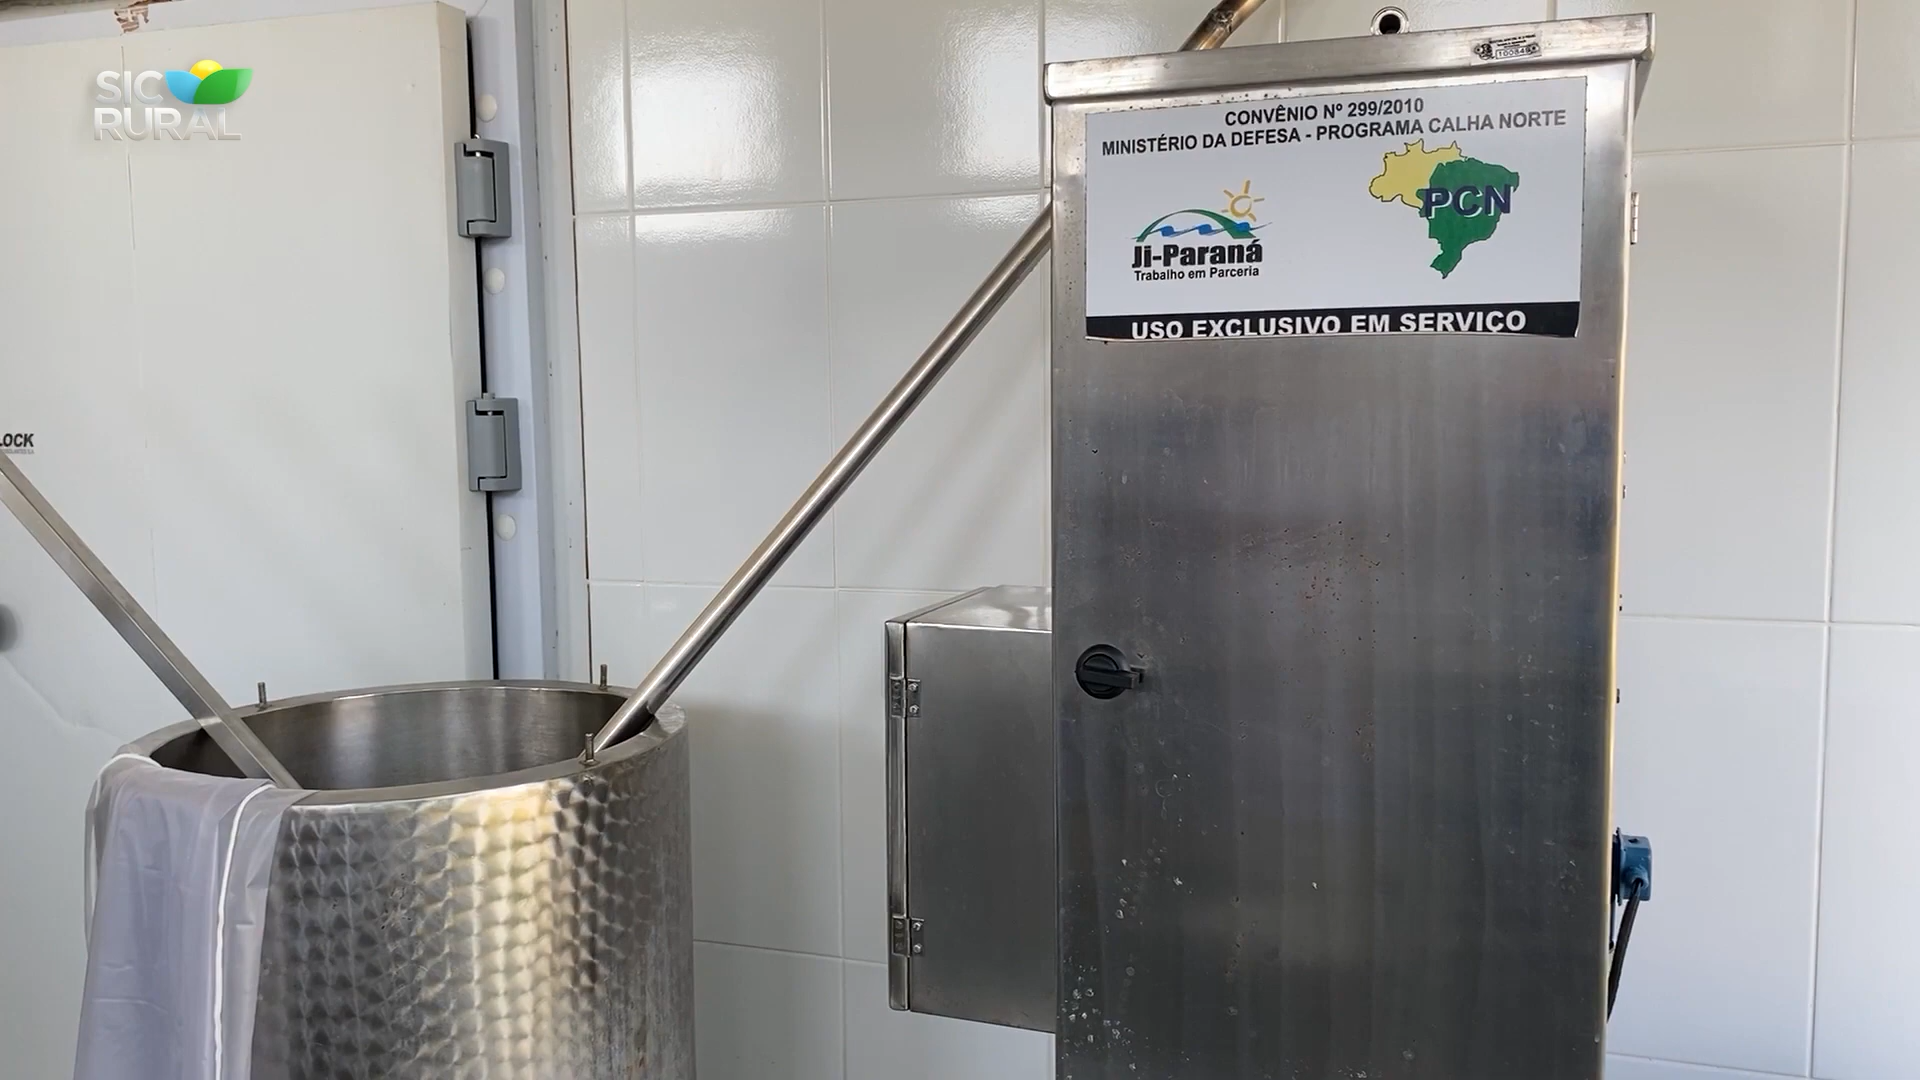 SIC
RURAL
CONVÊNIO Nº 299/2010
MINISTÉRIO DA DEFESA - PROGRAMA CALHA NORTE
PCN
Ji-Paraná
Trabalho em Parceria
USO EXCLUSIVO EM SERVIÇO
LOCK